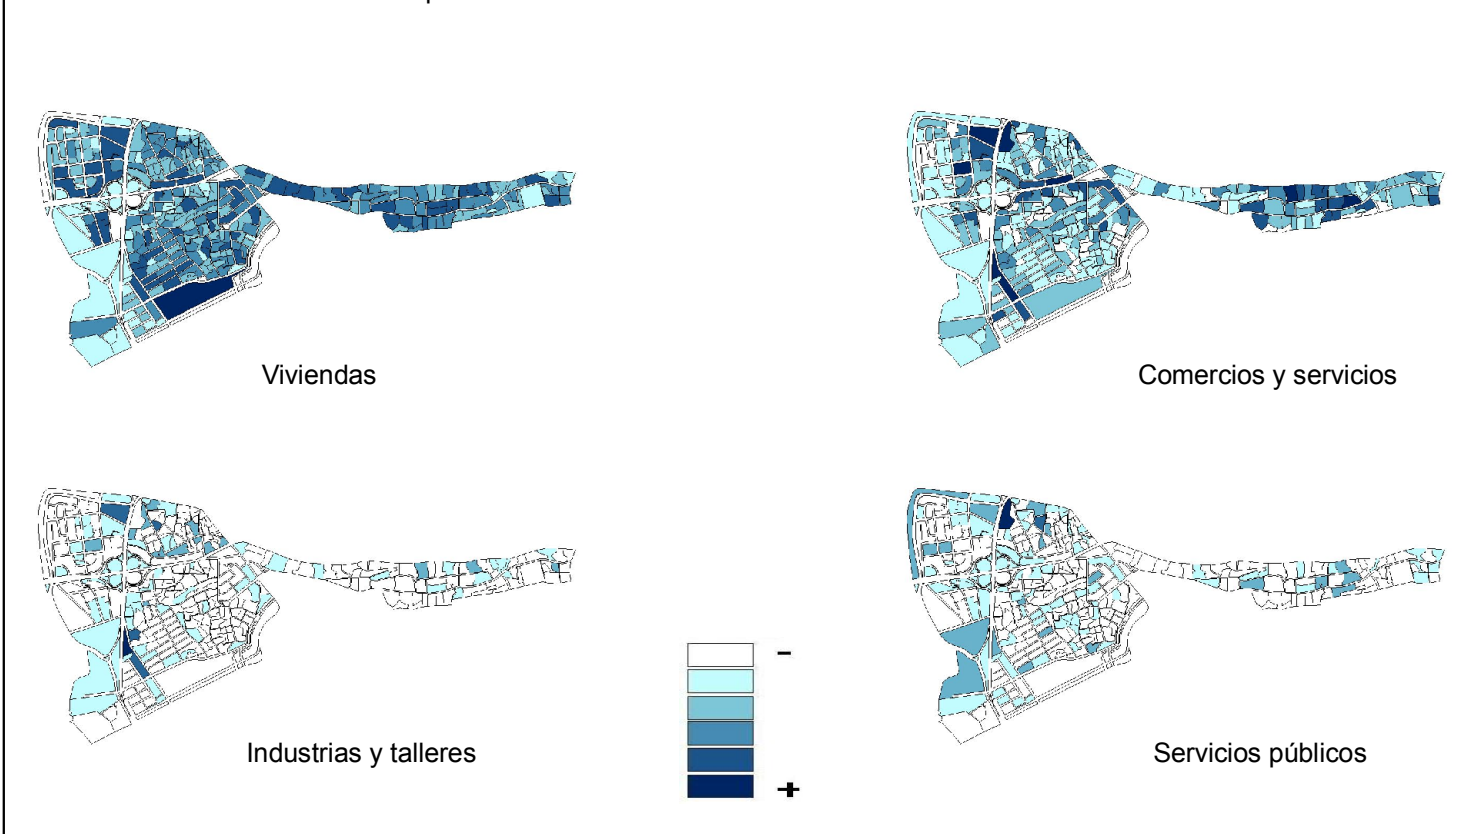 Viviendas
Comercios y servicios
-
+
Industrias y talleres
Servicios públicos